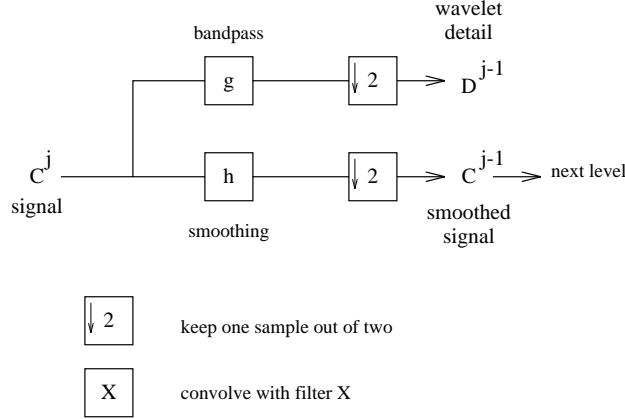 wavelet
detail
bandpass
g
↓ 2
D^{j-1}
C^{j}
signal
h
↓ 2
C^{j-1}
next level
smoothing
smoothed
signal
↓ 2
keep one sample out of two
X
convolve with filter X